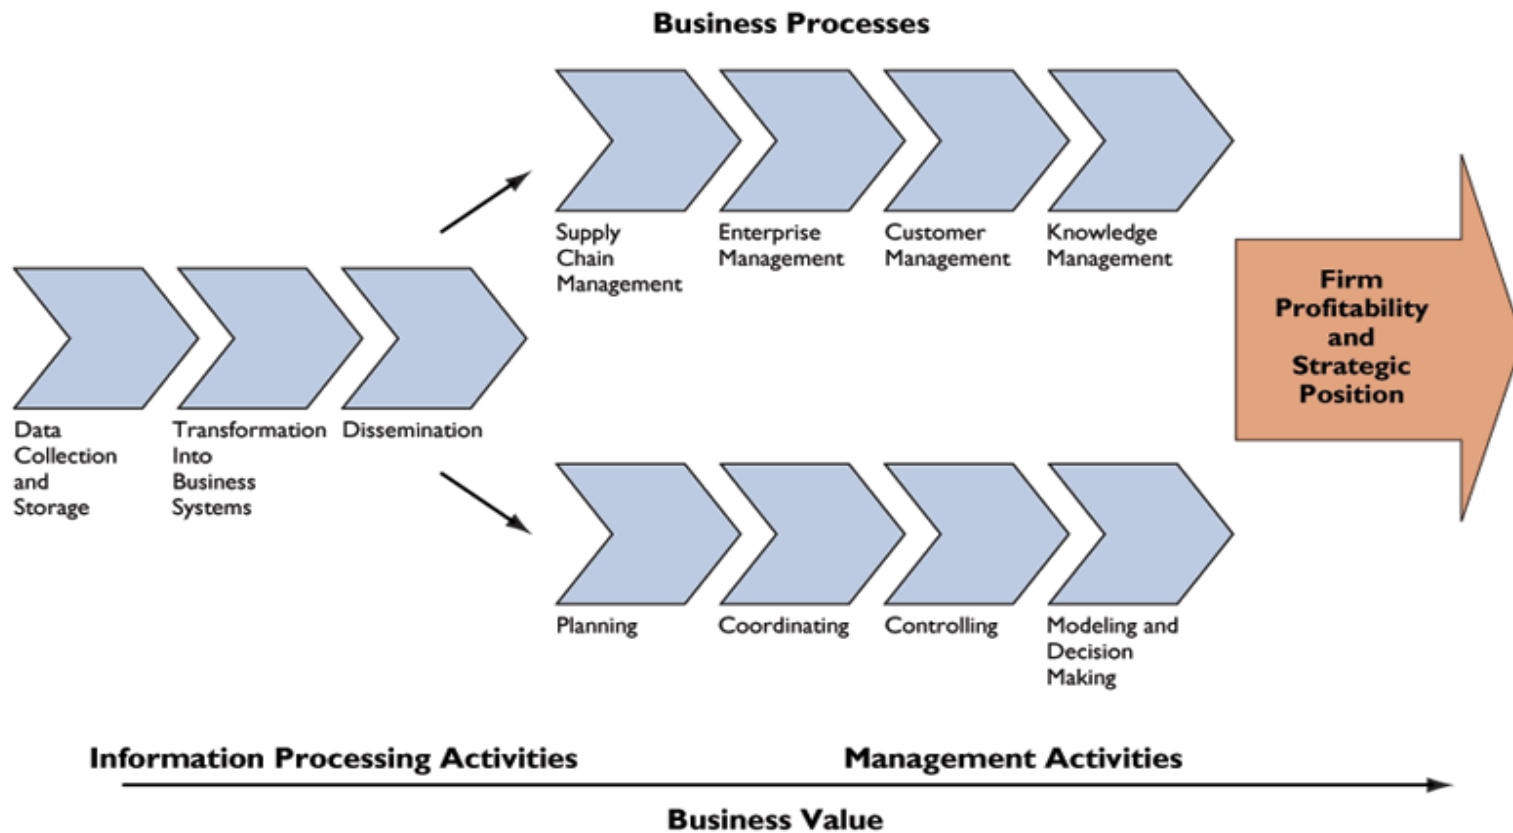 Business Processes
Supply
Chain
Management
Enterprise
Management
Customer
Management
Knowledge
Management
Firm
Profitability
and
Strategic
Position
Data
Collection
and
Storage
Transformation
Into
Business
Systems
Dissemination
Planning
Coordinating
Controlling
Modeling and
Decision
Making
Information Processing Activities
Management Activities
Business Value